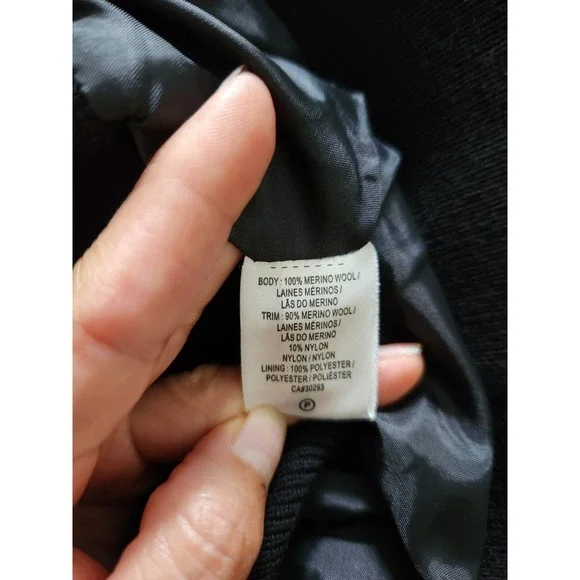 BODY : 100% MERINO WOOL /
LAINES MÉRINOS /
LÃS DO MERINO
TRIM : 90% MERINO WOOL /
LAINES MÉRINOS /
LÃS DO MERINO
10% NYLON
NYLON / NYLON
LINING : 100% POLYESTER /
POLYESTER / POLIÉSTER
CA#30293
P